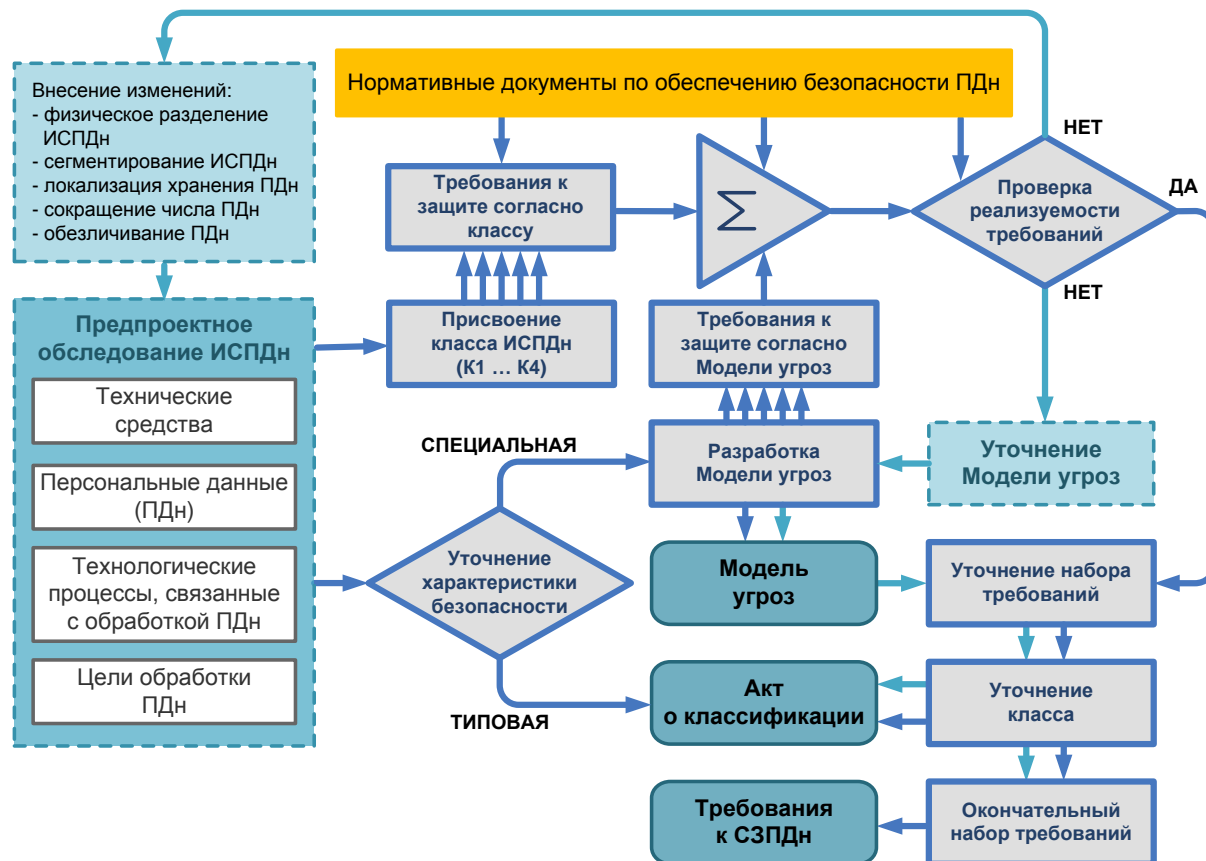 Внесение изменений:
- физическое разделение
ИСПДн
- сегментирование ИСПДн
- локализация хранения ПДн
- сокращение числа ПДн
- обезличивание ПДн
Нормативные документы по обеспечению безопасности ПДн
Требования к
защите согласно
классу
Σ
Проверка
реализуемости
требований
НЕТ
ДА
НЕТ
Предпроектное
обследование ИСПДн
Технические
средства
Персональные данные
(ПДн)
Технологические
процессы, связанные
с обработкой ПДн
Цели обработки
ПДн
Присвоение
класса ИСПДн
(К1 ... К4)
Требования к
защите согласно
Модели угроз
СПЕЦИАЛЬНАЯ
Разработка
Модели угроз
Уточнение
Модели угроз
Уточнение
характеристики
безопасности
Модель
угроз
Уточнение набора
требований
ТИПОВАЯ
Акт
о классификации
Уточнение
класса
Требования
к СЗПДн
Окончательный
набор требований